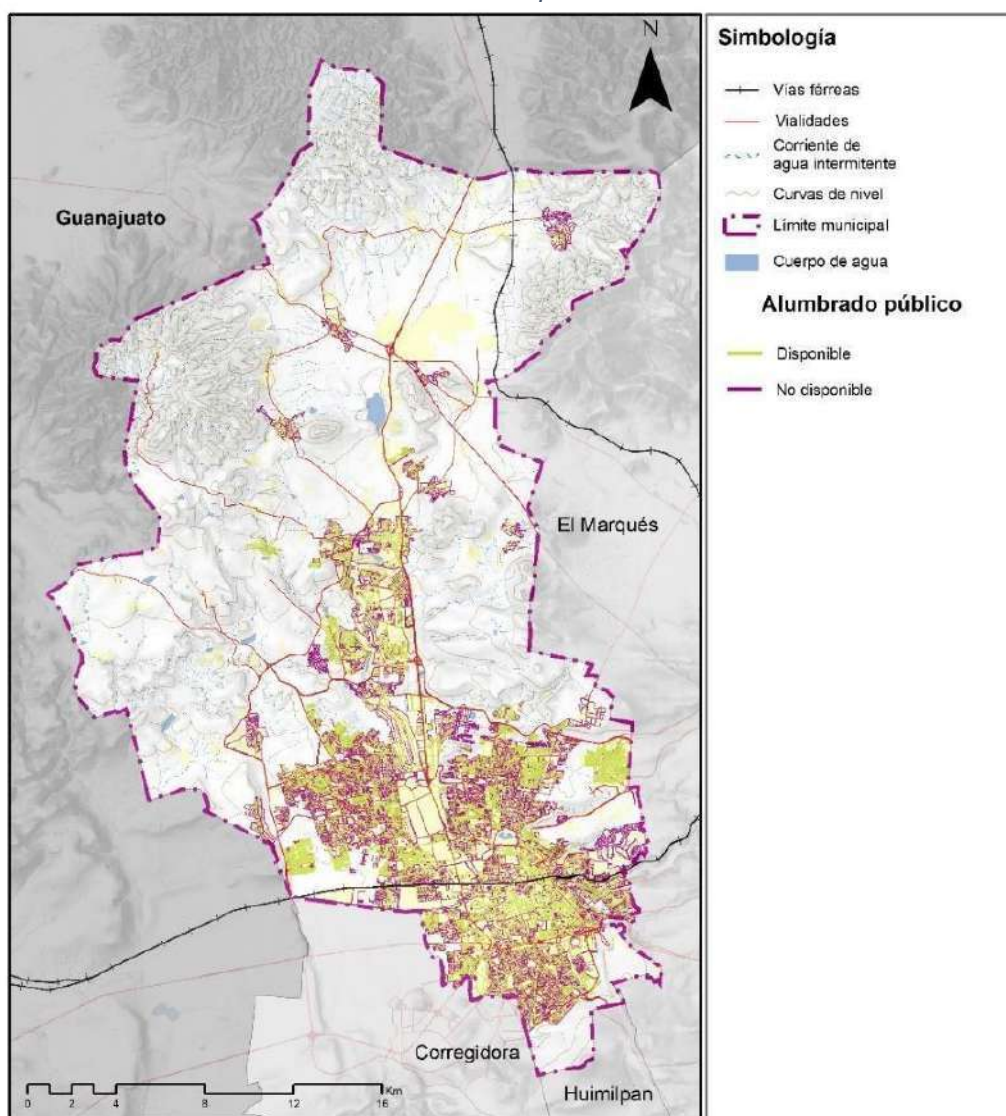 N
Guanajuato
El Marqués
Corregidora
Huimilpan
0 2 4 8 12 16 Km
Simbología
Vías férreas
Vialidades
Corriente de
agua intermitente
Curvas de nivel
Límite municipal
Cuerpo de agua
Alumbrado público
Disponible
No disponible